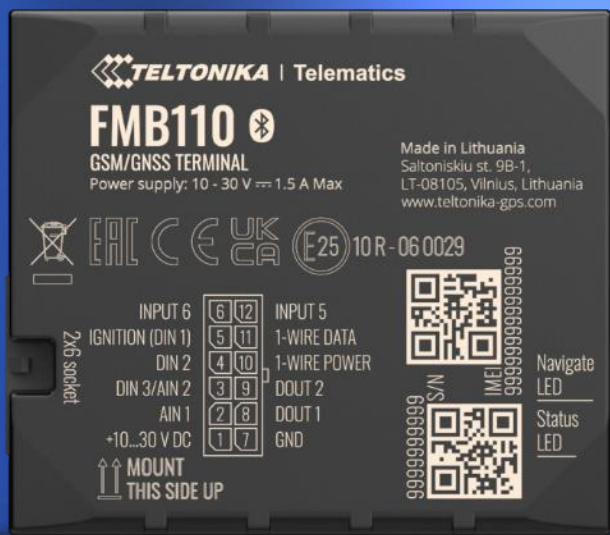 TELTONIKA | Telematics
FMB110
GSM/GNSS TERMINAL
Power supply: 10 - 30 V ⎓ 1.5 A Max
Made in Lithuania
Saltoniskiu st. 9B-1,
LT-08105, Vilnius, Lithuania
www.teltonika-gps.com
EAC CE UK CA E25 10 R - 06 0029
2x6 socket
INPUT 6 6 12 INPUT 5
IGNITION (DIN 1) 5 11 1-WIRE DATA
DIN 2 4 10 1-WIRE POWER
DIN 3/AIN 2 3 9 DOUT 2
AIN 1 2 8 DOUT 1
+10...30 V DC 1 7 GND
MOUNT
THIS SIDE UP
S/N
9999999999
IMEI
999999999999999
Navigate
LED
Status
LED